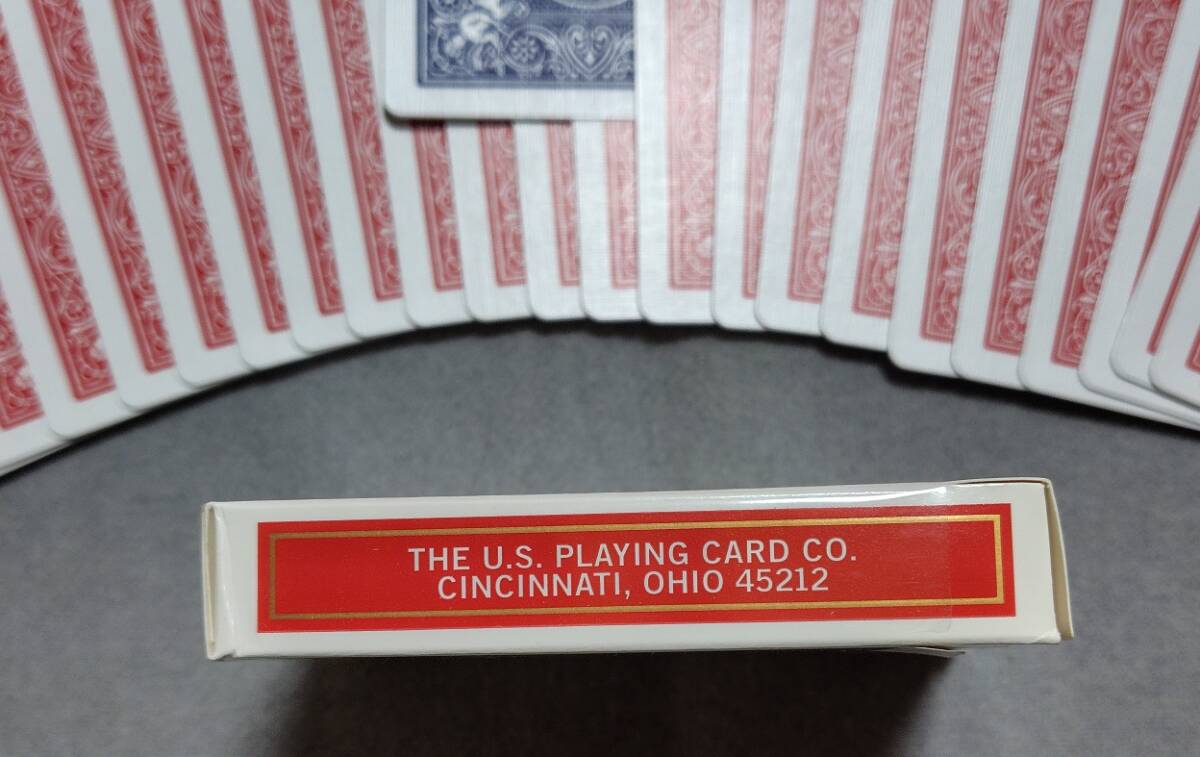 THE U.S. PLAYING CARD CO.
CINCINNATI, OHIO 45212